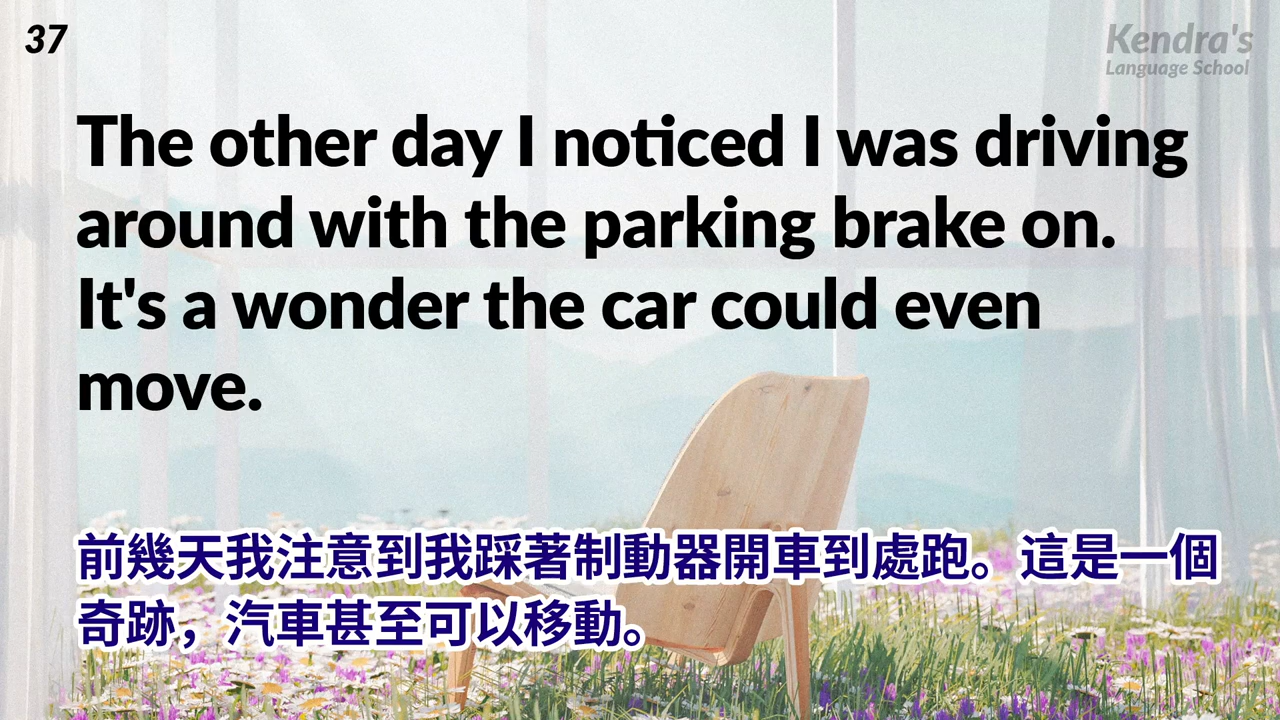 37
Kendra's
Language School
The other day I noticed I was driving
around with the parking brake on.
It's a wonder the car could even
move.
前幾天我注意到我踩著制動器開車到處跑。這是一個
奇跡，汽車甚至可以移動。